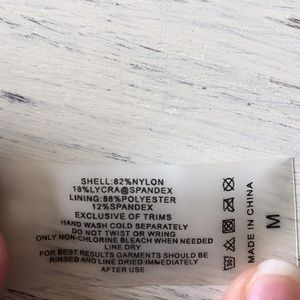 SHELL:82%NYLON
18%LYCRA@SPANDEX
LINING:88%POLYESTER
12%SPANDEX
EXCLUSIVE OF TRIMS
HAND WASH COLD SEPARATELY
DO NOT TWIST OR WRING
ONLY NON-CHLORINE BLEACH WHEN NEEDED
LINE DRY
FOR BEST RESULTS GARMENTS SHOULD BE
RINSED AND LINE DRIED IMMEDIATELY
AFTER USE
MADE IN CHINA
M